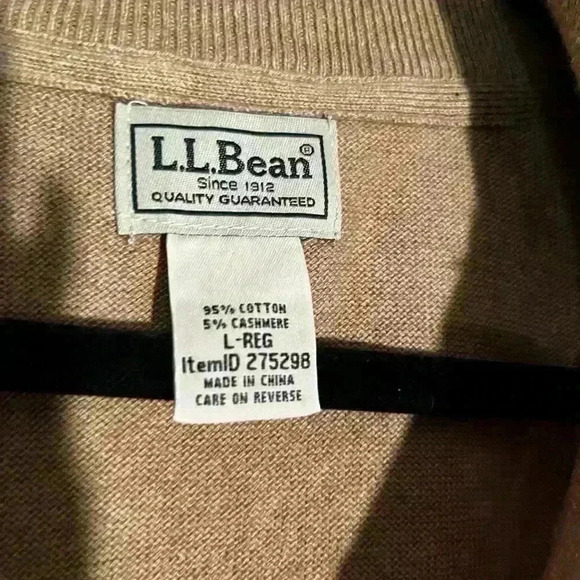 L.L.Bean®
Since 1912
QUALITY GUARANTEED
95% COTTON
5% CASHMERE
L-REG
ItemID 275298
MADE IN CHINA
CARE ON REVERSE